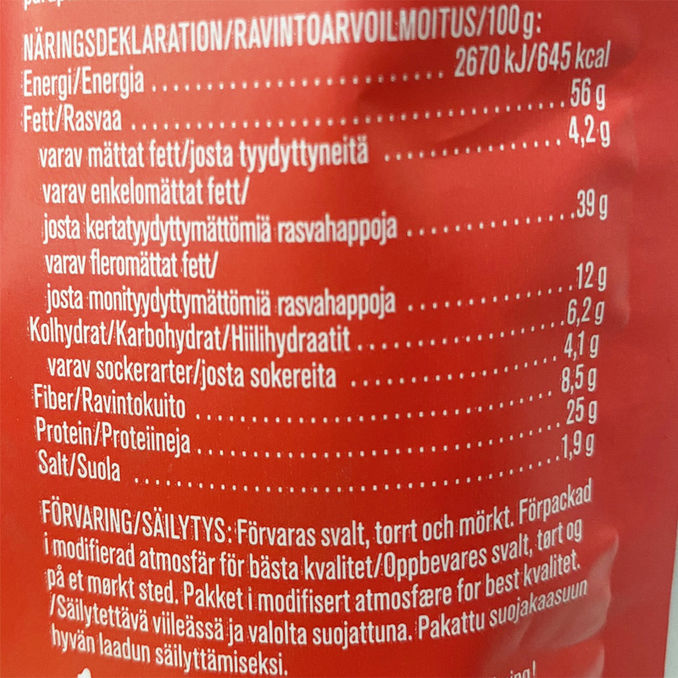 NÄRINGSDEKLARATION/RAVINTOARVOILMOITUS/100 g:
Energi/Energia .......................... 2670 kJ/645 kcal
Fett/Rasvaa ........................................ 56 g
varav mättat fett/josta tyydyttyneitä .................. 4,2 g
varav enkelomättat fett/
josta kertatyydyttymättömiä rasvahappoja ................ 39 g
varav fleromättat fett/
josta monityydyttymättömiä rasvahappoja ................ 12 g
Kolhydrat/Karbohydrat/Hiilihydraatit ..................... 6,2 g
varav sockerarter/josta sokereita ..................... 4,1 g
Fiber/Ravintokuito .................................. 8,5 g
Protein/Proteiineja .................................. 25 g
Salt/Suola ........................................ 1,9 g
FÖRVARING/SÄILYTYS: Förvaras svalt, torrt och mörkt. Förpackad
i modifierad atmosfär för bästa kvalitet/Oppbevares svalt, tørt og
på et mørkt sted. Pakket i modifisert atmosfære for best kvalitet.
/Säilytettävä viileässä ja valolta suojattuna. Pakattu suojakaasuun
hyvän laadun säilyttämiseksi.